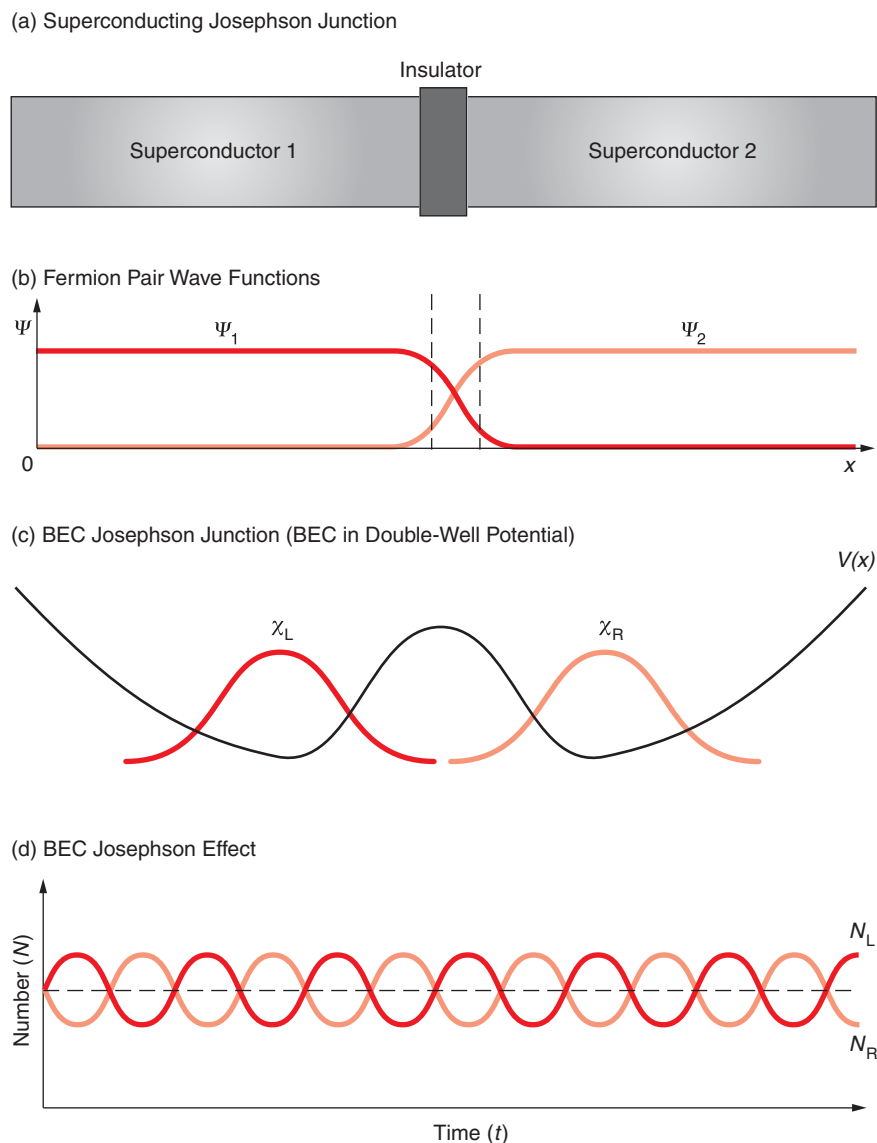 (a) Superconducting Josephson Junction
Insulator
Superconductor 1
Superconductor 2
(b) Fermion Pair Wave Functions
Ψ
Ψ1
Ψ2
0
x
(c) BEC Josephson Junction (BEC in Double-Well Potential)
V(x)
χL
χR
(d) BEC Josephson Effect
Number (N)
NL
NR
Time (t)